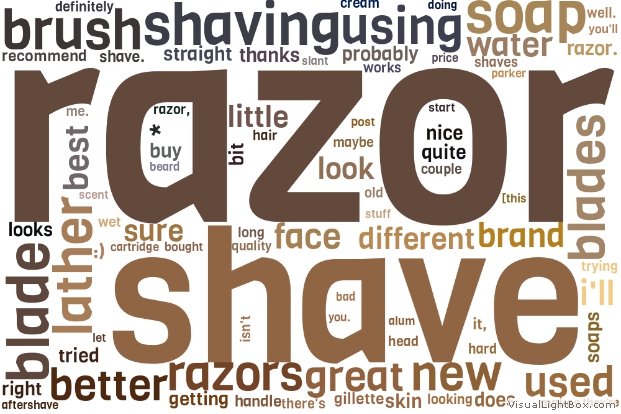 definitely
cream
doing
brush
shaving
using
soap
well.
you'll
recommend
shave.
straight
thanks
slant
probably
works
price
water
shaves
parker
razor.
razor
me.
best
scent
razor,
*
buy
beard
bit
little
hair
post
maybe
look
old
stuff
start
nice
quite
couple
[this
blades
looks
lather
wet
sure
:)
cartridge
bought
long
quality
face
different
brand
blade
shave
trying
i'll
soaps
let
tried
isn't
bad
you.
alum
head
it,
hard
right
better
razors
great
new
used
aftershave
getting
handle
there's
gillette
skin
looking
does
VisualLightBox.com